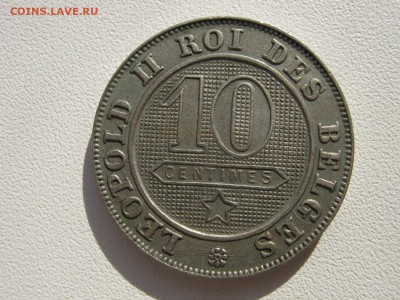 COINS.LAVE.RU
LEOPOLD II ROI DES BELGES
10
CENTIMES